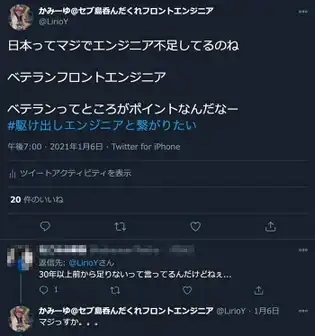 かみーゆ@セブ島呑んだくれフロントエンジニア
@LirioY
日本ってマジでエンジニア不足してるのね
ベテランフロントエンジニア
ベテランってところがポイントなんだなー
#駆け出しエンジニアと繋がりたい
午後7:00・2021年1月6日・Twitter for iPhone
ツイートアクティビティを表示
20 件のいいね
返信先: @LirioYさん
30年以上前から足りないって言ってるんだけどねぇ...
1
かみーゆ@セブ島呑んだくれフロントエンジニア @LirioY・1月6日
マジっすか。。。